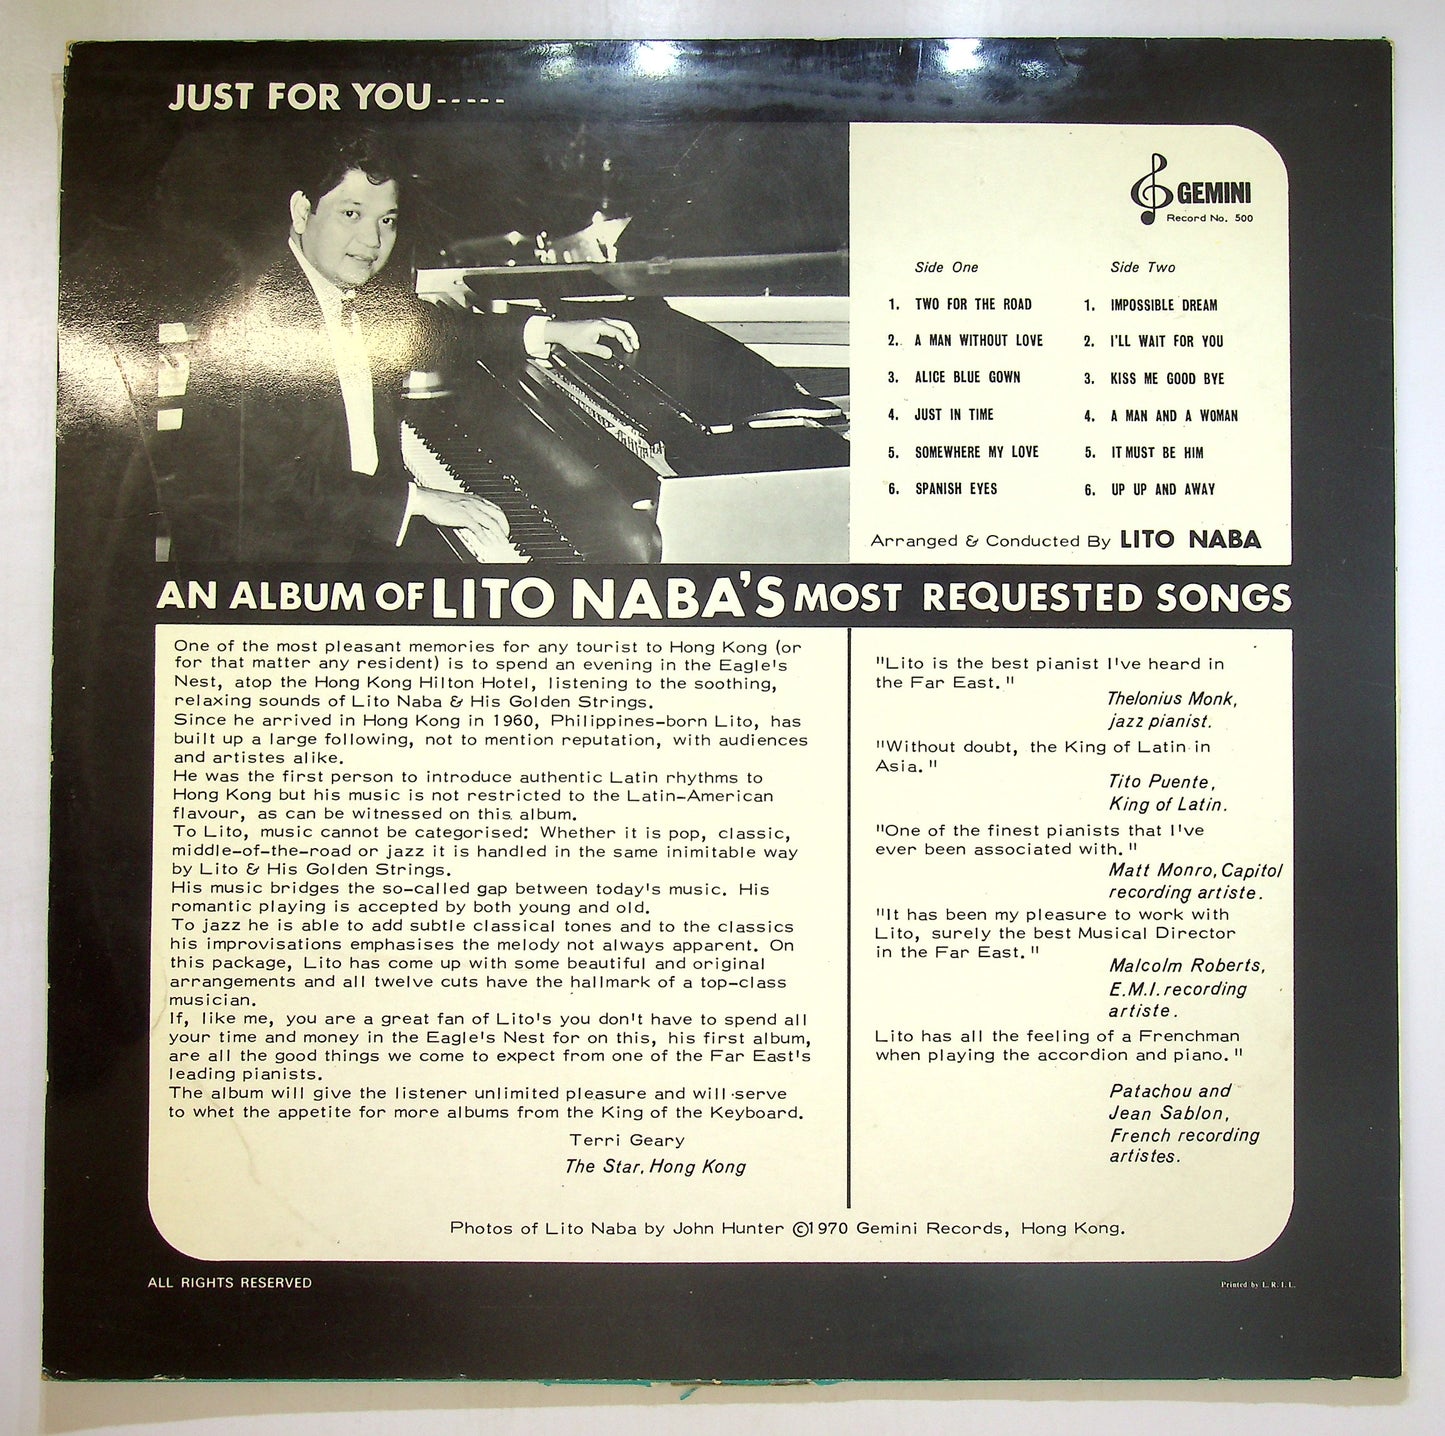 JUST FOR YOU-----
GEMINI
Record No. 500
Side One
1. TWO FOR THE ROAD
2. A MAN WITHOUT LOVE
3. ALICE BLUE GOWN
4. JUST IN TIME
5. SOMEWHERE MY LOVE
6. SPANISH EYES
Side Two
1. IMPOSSIBLE DREAM
2. I'LL WAIT FOR YOU
3. KISS ME GOOD BYE
4. A MAN AND A WOMAN
5. IT MUST BE HIM
6. UP UP AND AWAY
Arranged & Conducted By LITO NABA
AN ALBUM OF LITO NABA'S MOST REQUESTED SONGS
One of the most pleasant memories for any tourist to Hong Kong (or
for that matter any resident) is to spend an evening in the Eagle's
Nest, atop the Hong Kong Hilton Hotel, listening to the soothing,
relaxing sounds of Lito Naba & His Golden Strings.
Since he arrived in Hong Kong in 1960, Philippines-born Lito, has
built up a large following, not to mention reputation, with audiences
and artistes alike.
He was the first person to introduce authentic Latin rhythms to
Hong Kong but his music is not restricted to the Latin-American
flavour, as can be witnessed on this album.
To Lito, music cannot be categorised: Whether it is pop, classic,
middle-of-the-road or jazz it is handled in the same inimitable way
by Lito & His Golden Strings.
His music bridges the so-called gap between today's music. His
romantic playing is accepted by both young and old.
To jazz he is able to add subtle classical tones and to the classics
his improvisations emphasises the melody not always apparent. On
this package, Lito has come up with some beautiful and original
arrangements and all twelve cuts have the hallmark of a top-class
musician.
If, like me, you are a great fan of Lito's you don't have to spend all
your time and money in the Eagle's Nest for on this, his first album,
are all the good things we come to expect from one of the Far East's
leading pianists.
The album will give the listener unlimited pleasure and will serve
to whet the appetite for more albums from the King of the Keyboard.
Terri Geary
The Star, Hong Kong
"Lito is the best pianist I've heard in
the Far East."
Thelonius Monk,
jazz pianist.
"Without doubt, the King of Latin in
Asia."
Tito Puente,
King of Latin.
"One of the finest pianists that I've
ever been associated with."
Matt Monro, Capitol
recording artiste.
"It has been my pleasure to work with
Lito, surely the best Musical Director
in the Far East."
Malcolm Roberts,
E.M.I. recording
artiste.
Lito has all the feeling of a Frenchman
when playing the accordion and piano."
Patachou and
Jean Sablon,
French recording
artistes.
Photos of Lito Naba by John Hunter ©1970 Gemini Records, Hong Kong.
ALL RIGHTS RESERVED
Printed by L. R. I. L.